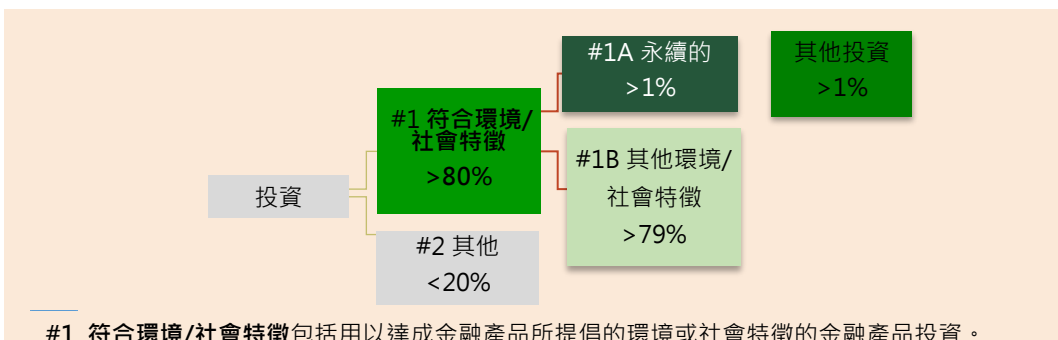 #1A 永續的
>1%
其他投資
>1%
#1 符合環境/
社會特徵
>80%
#1B 其他環境/
社會特徵
>79%
投資
#2 其他
<20%
#1 符合環境/社會特徵包括用以達成金融產品所提倡的環境或社會特徵的金融產品投資。